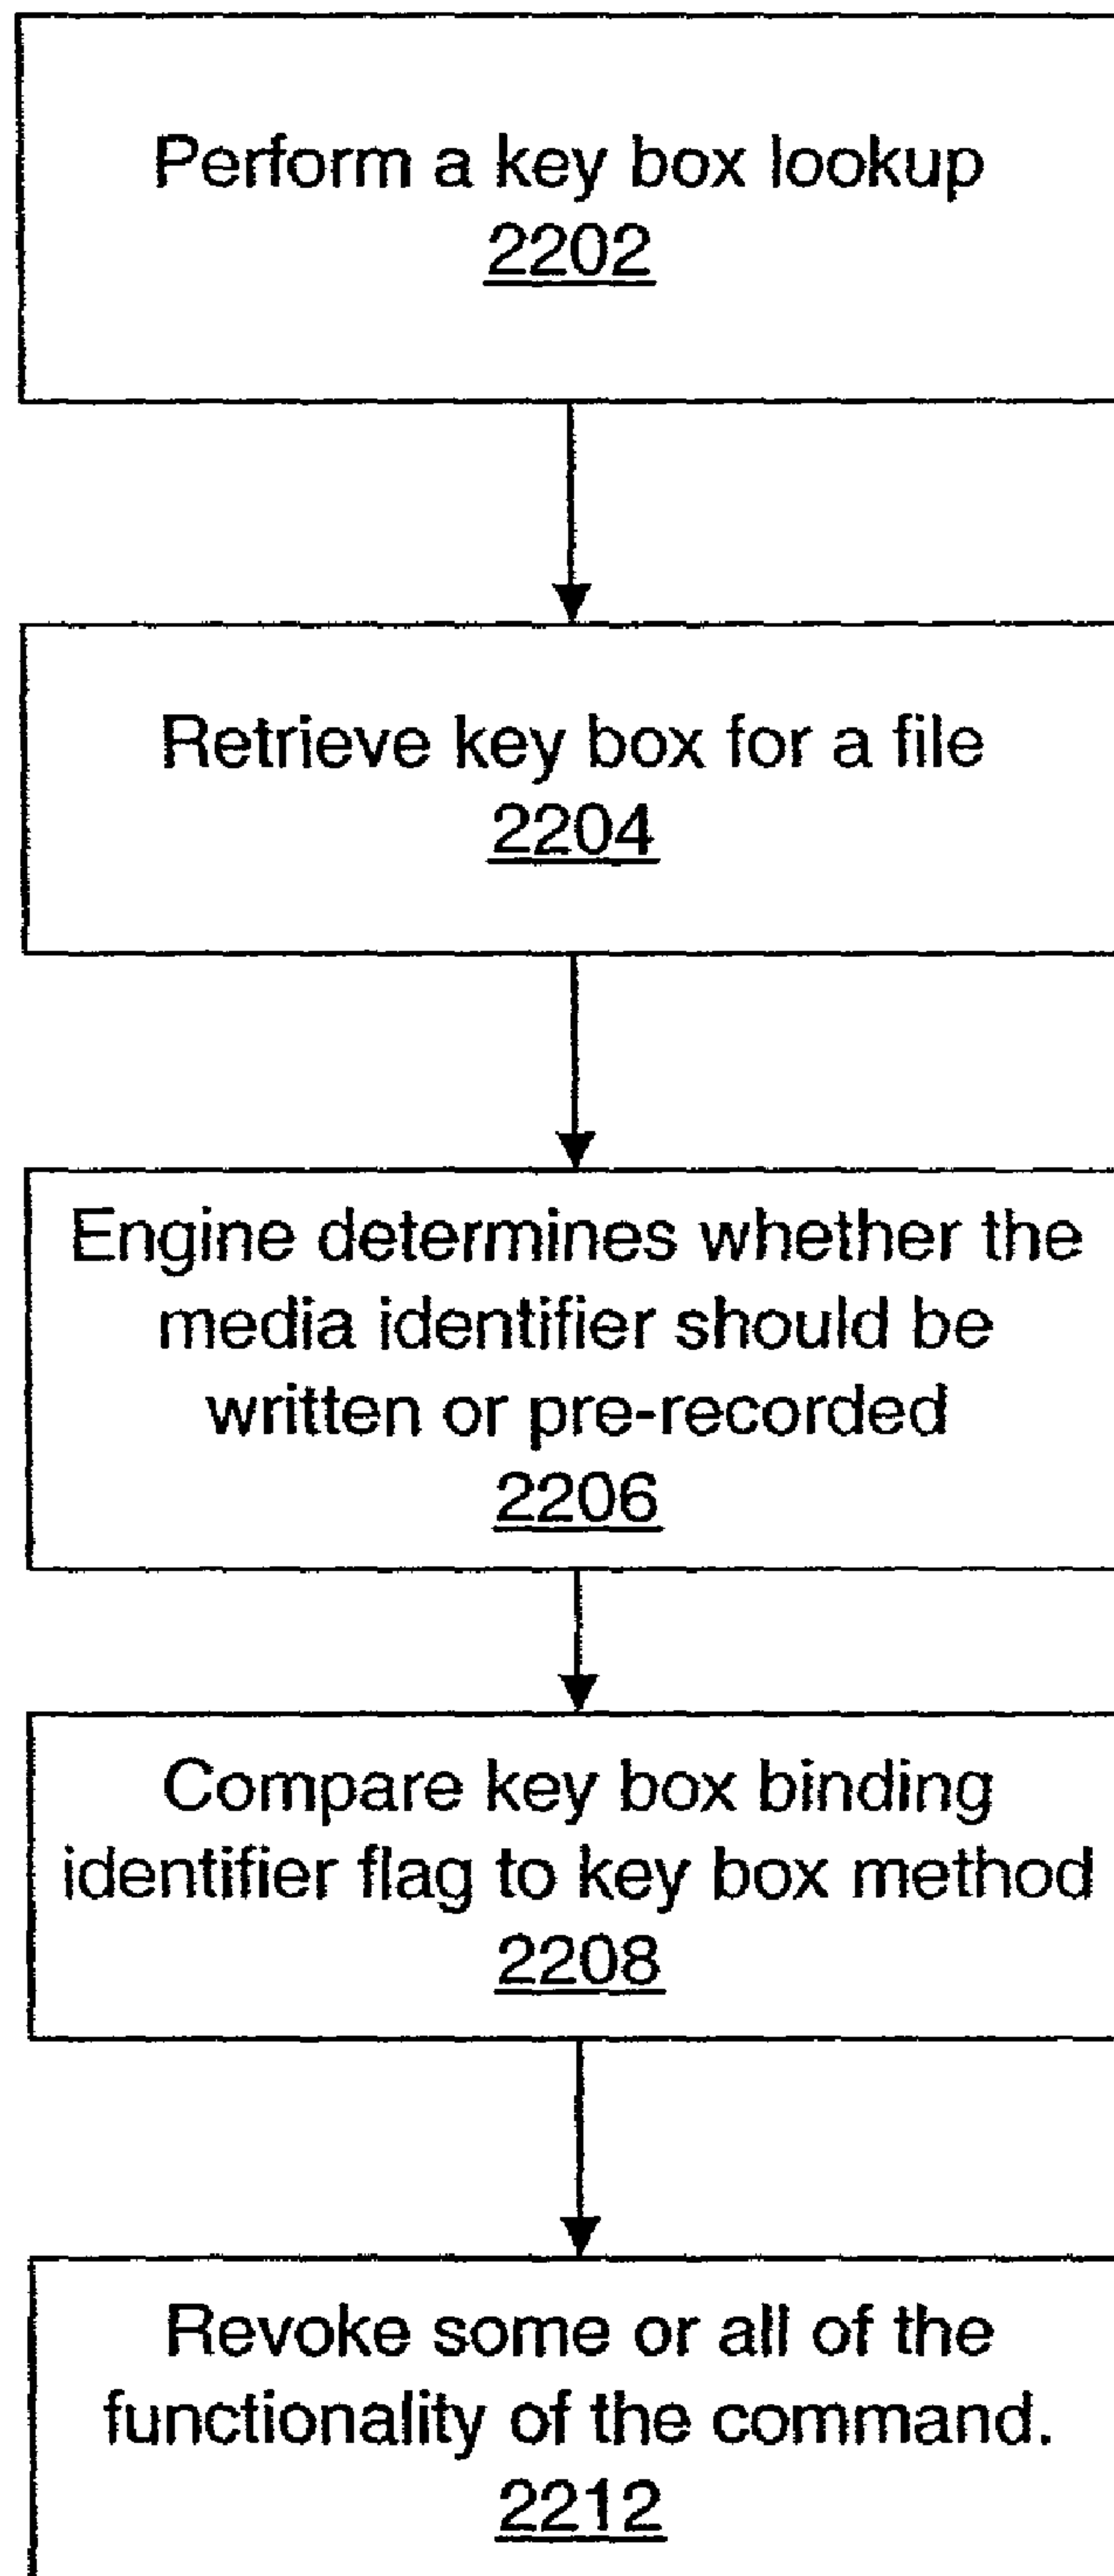 Perform a key box lookup
2202
Retrieve key box for a file
2204
Engine determines whether the
media identifier should be
written or pre-recorded
2206
Compare key box binding
identifier flag to key box method
2208
Revoke some or all of the
functionality of the command.
2212